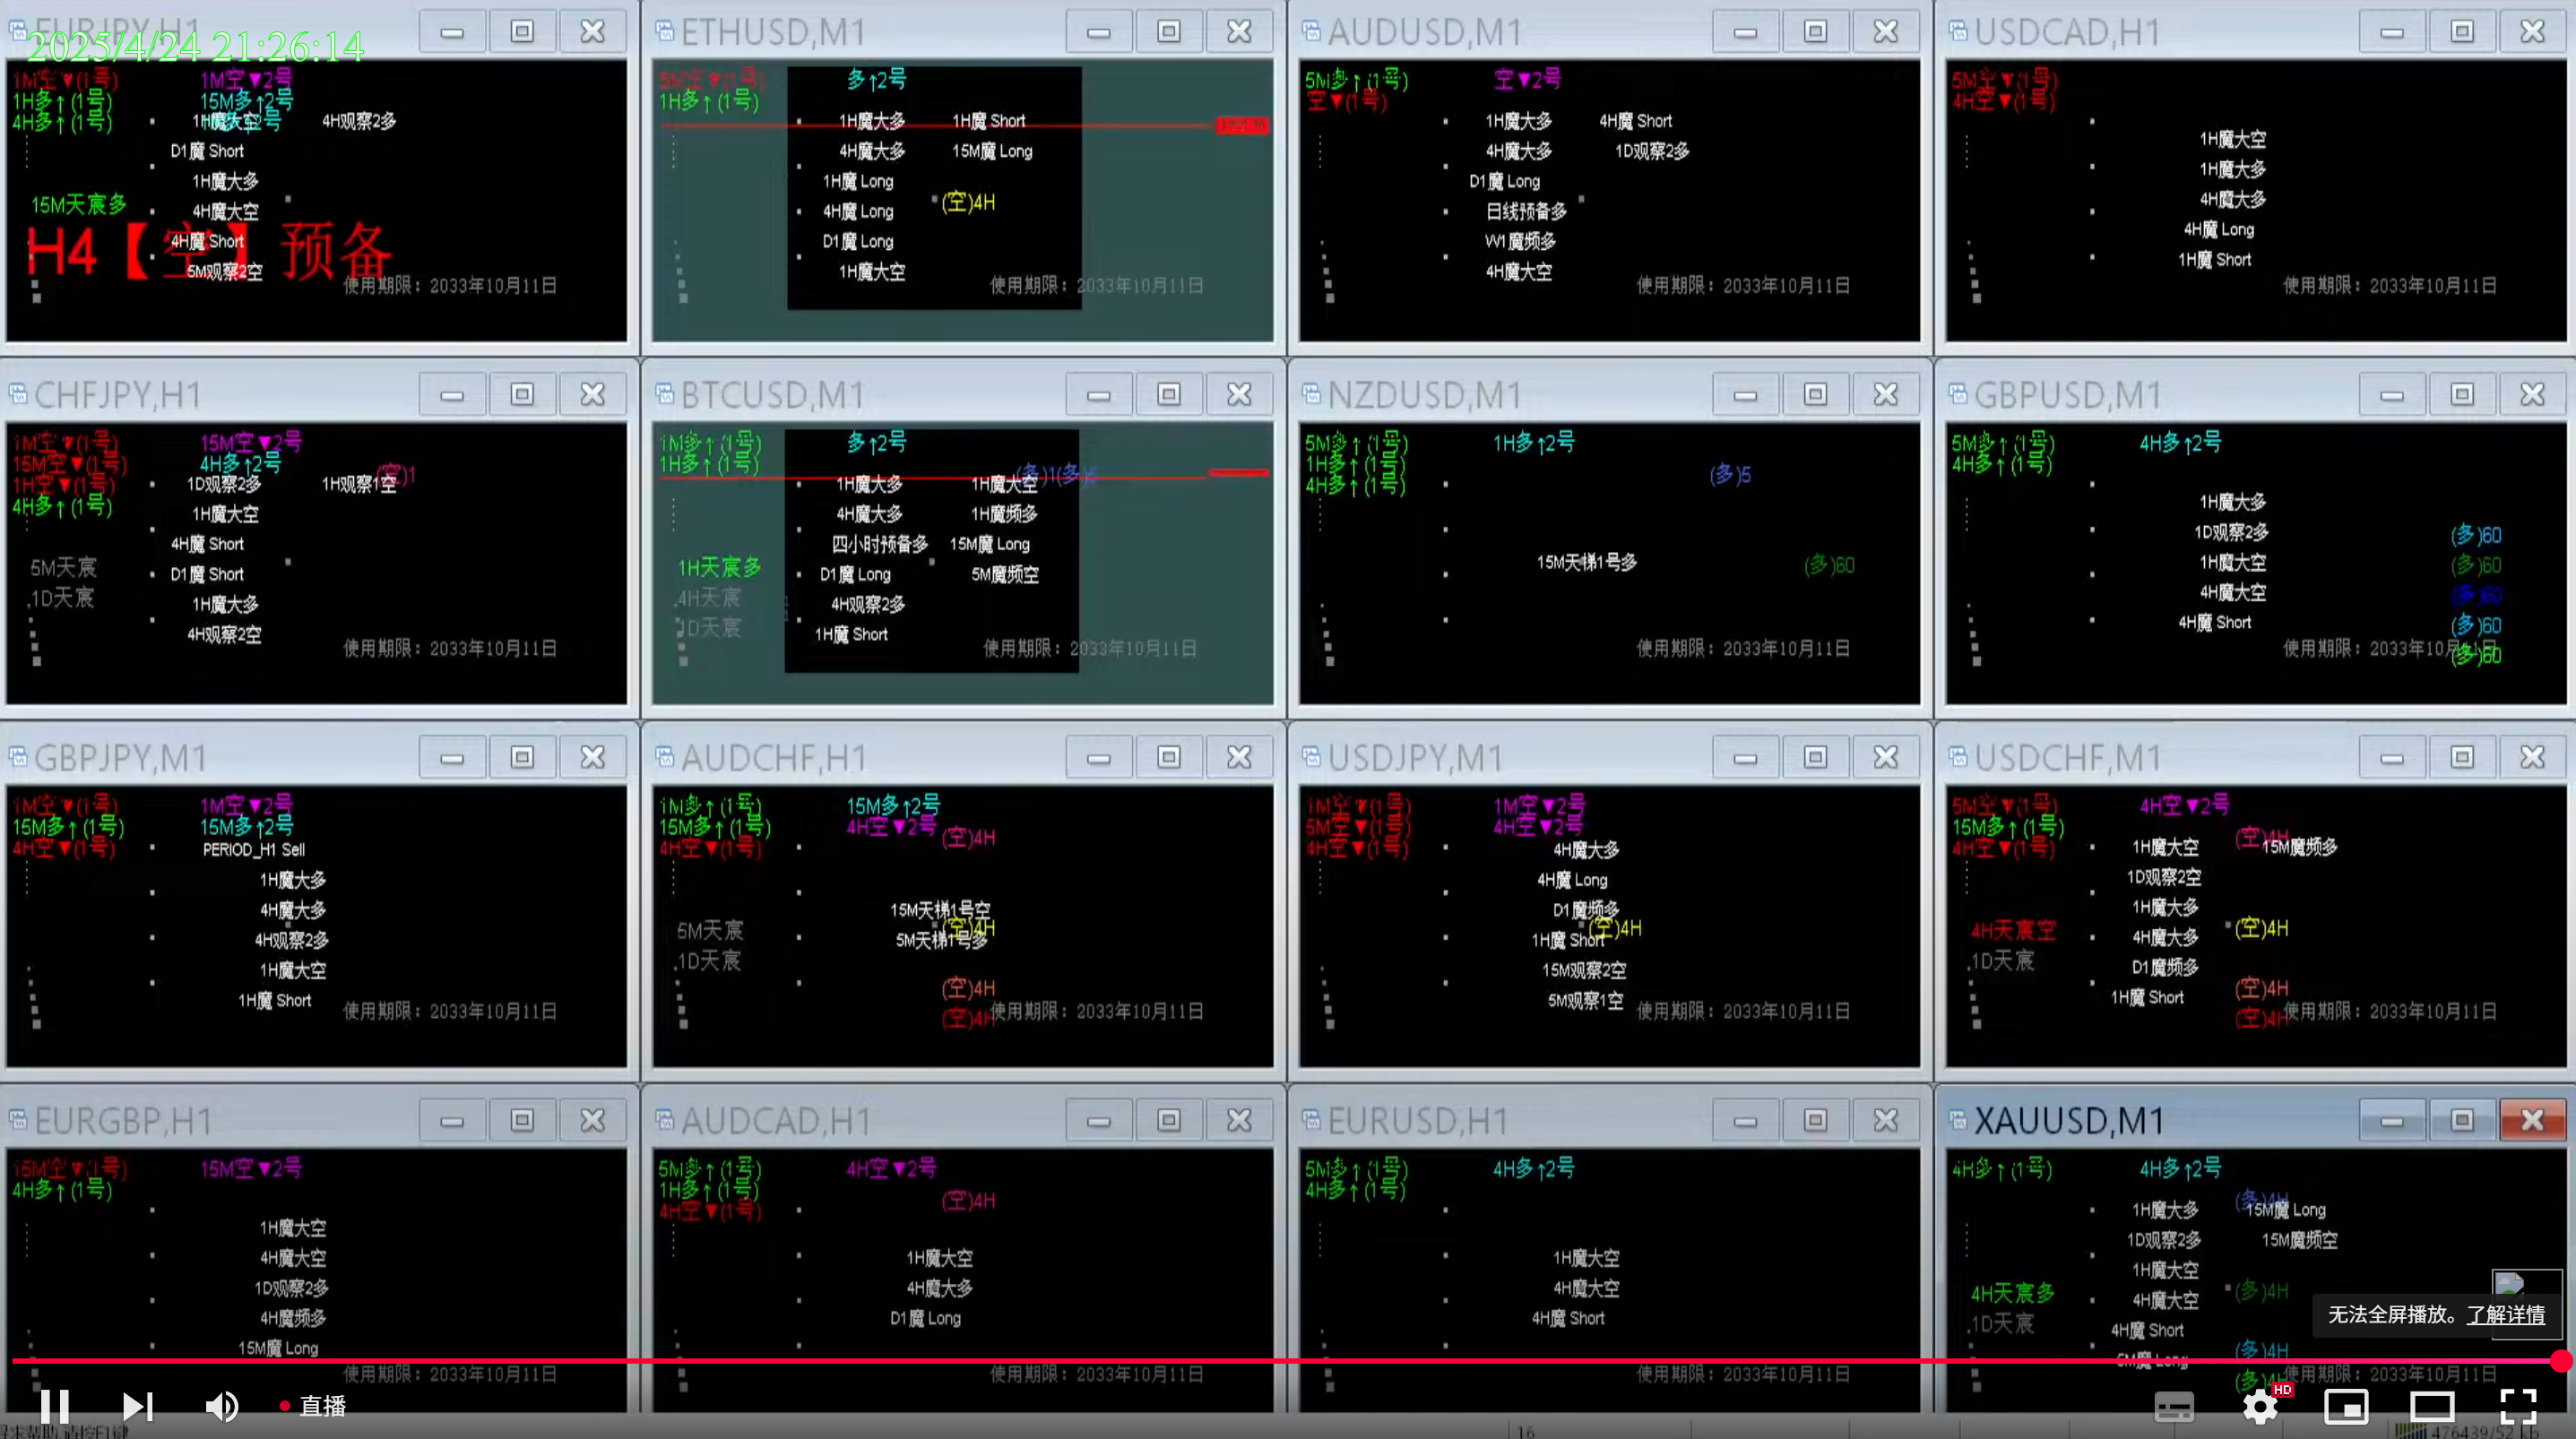 EURJPY,H1
2025/4/24 21:26:14
1M空▼(1号)
1M空▼2号
1H多↑(1号)
15M多↑2号
4H多↑(1号)
1H魔大空
4H观察2多
D1魔 Short
1H魔大多
15M天宸多
4H魔大空
H4【空】预备
4H魔 Short
5M观察2空
使用期限：2033年10月11日
ETHUSD,M1
5M空▼(1号)
多↑2号
1H多↑(1号)
1H魔大多
1H魔 Short
4H魔大多
15M魔 Long
1H魔 Long
(空)4H
4H魔 Long
D1魔 Long
1H魔大空
使用期限：2033年10月11日
AUDUSD,M1
5M多↑(1号)
空▼2号
空▼(1号)
1H魔大多
4H魔 Short
4H魔大多
1D观察2多
D1魔 Long
日线预备多
W1魔频多
4H魔大空
使用期限：2033年10月11日
USDCAD,H1
5M空▼(1号)
4H空▼(1号)
1H魔大空
1H魔大多
4H魔大多
4H魔 Long
1H魔 Short
使用期限：2033年10月11日
CHFJPY,H1
1M空▼(1号)
15M空▼2号
15M空▼(1号)
4H多↑2号
(空)1
1H空▼(1号)
1D观察2多
1H观察1空
4H多↑(1号)
1H魔大空
4H魔 Short
5M天宸
D1魔 Short
1D天宸
1H魔大多
4H观察2空
使用期限：2033年10月11日
BTCUSD,M1
1M多↑(1号)
多↑2号
1H多↑(1号)
(多)1(多)5
1H魔大多
1H魔大空
4H魔大多
1H魔频多
四小时预备多
15M魔 Long
1H天宸多
D1魔 Long
5M魔频空
4H天宸
4H观察2多
1D天宸
1H魔 Short
使用期限：2033年10月11日
NZDUSD,M1
5M多↑(1号)
1H多↑2号
1H多↑(1号)
(多)5
4H多↑(1号)
15M天梯1号多
(多)60
使用期限：2033年10月11日
GBPUSD,M1
5M多↑(1号)
4H多↑2号
4H多↑(1号)
1H魔大多
1D观察2多
(多)60
1H魔大空
(多)60
4H魔大空
(多)60
4H魔 Short
(多)60
使用期限：2033年10月11日
(多)60
GBPJPY,M1
1M空▼(1号)
1M空▼2号
15M多↑(1号)
15M多↑2号
4H空▼(1号)
PERIOD_H1 Sell
1H魔大多
4H魔大多
4H观察2多
1H魔大空
1H魔 Short
使用期限：2033年10月11日
AUDCHF,H1
1M多↑(1号)
15M多↑2号
15M多↑(1号)
4H空▼2号
(空)4H
4H空▼(1号)
15M天梯1号空
5M天宸
(空)4H
5M天梯1号多
1D天宸
(空)4H
(空)4H
使用期限：2033年10月11日
USDJPY,M1
1M空▼(1号)
1M空▼2号
5M空▼(1号)
4H空▼2号
4H空▼(1号)
4H魔大多
4H魔 Long
D1魔频多
(空)4H
1H魔 Short
15M观察2空
5M观察1空
使用期限：2033年10月11日
USDCHF,M1
5M空▼(1号)
4H空▼2号
15M多↑(1号)
(空)4H
4H空▼(1号)
1H魔大空
15M魔频多
1D观察2空
1H魔大多
4H天宸空
4H魔大多
(空)4H
1D天宸
D1魔频多
1H魔 Short
(空)4H
(空)4H
使用期限：2033年10月11日
EURGBP,H1
15M空▼(1号)
15M空▼2号
4H多↑(1号)
1H魔大空
4H魔大空
1D观察2多
4H魔频多
15M魔 Long
使用期限：2033年10月11日
AUDCAD,H1
5M多↑(1号)
4H空▼2号
1H多↑(1号)
(空)4H
4H空▼(1号)
1H魔大空
4H魔大多
D1魔 Long
使用期限：2033年10月11日
EURUSD,H1
5M多↑(1号)
4H多↑2号
4H多↑(1号)
1H魔大空
4H魔大空
4H魔 Short
使用期限：2033年10月11日
XAUUSD,M1
4H多↑(1号)
4H多↑2号
(多)4H
1H魔大多
15M魔 Long
1D观察2多
15M魔频空
1H魔大空
4H天宸多
4H魔大空
(多)4H
1D天宸
4H魔 Short
(多)4H
5M魔 Long
使用期限：2033年10月11日
无法全屏播放。了解详情
直播
HD
16
476439/52 kb